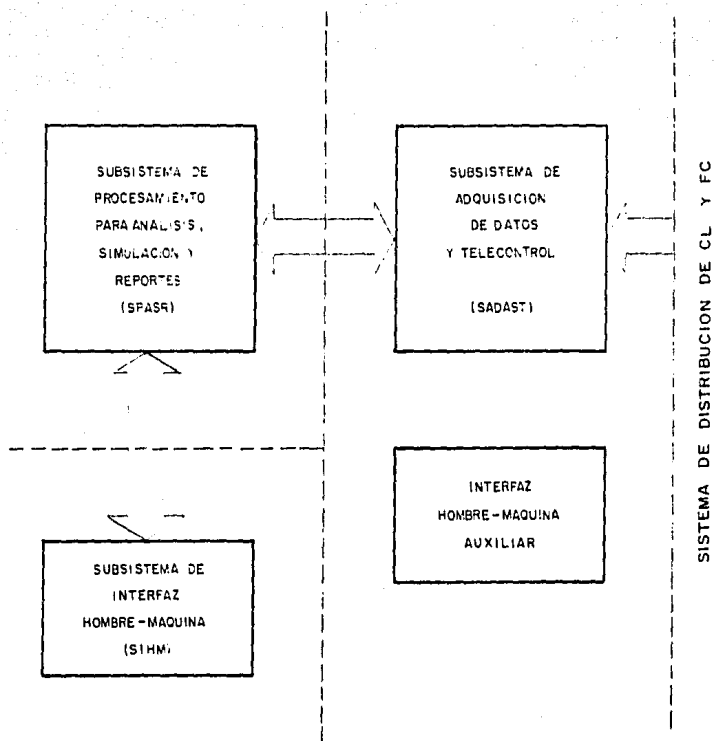 SUBSISTEMA DE
PROCESAMIENTO
PARA ANALISIS,
SIMULACION Y
REPORTES
(SPASR)
SUBSISTEMA DE
ADQUISICION
DE DATOS
Y TELECONTROL
(SADAST)
INTERFAZ
HOMBRE-MAQUINA
AUXILIAR
SUBSISTEMA DE
INTERFAZ
HOMBRE-MAQUINA
(SIHM)
SISTEMA DE DISTRIBUCION DE CL Y FC